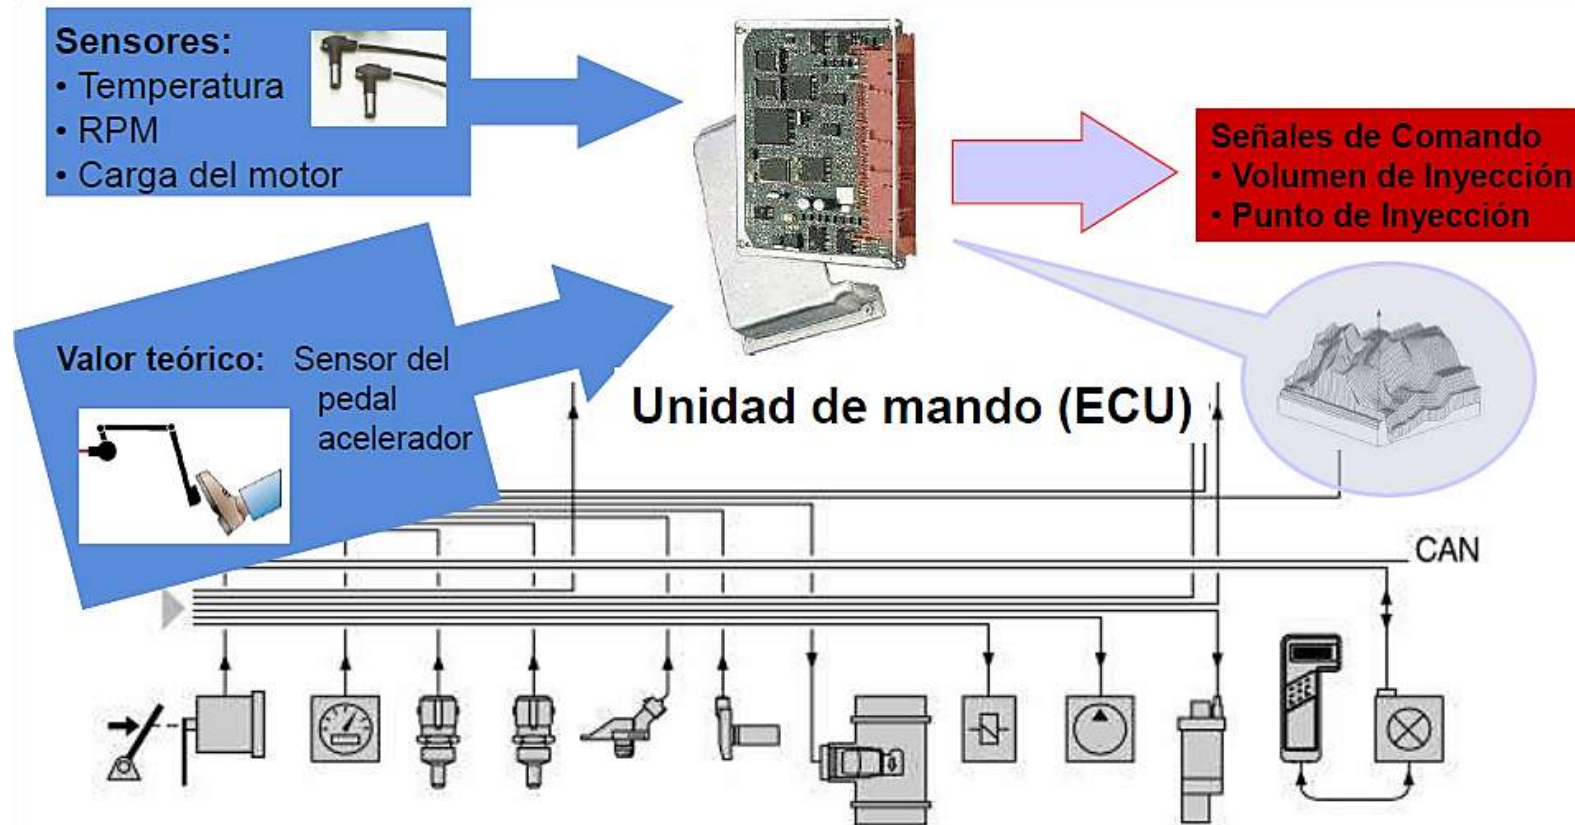 Sensores:
• Temperatura
• RPM
• Carga del motor
Señales de Comando
• Volumen de Inyección
• Punto de Inyección
Valor teórico: Sensor del
pedal
acelerador
Unidad de mando (ECU)
CAN